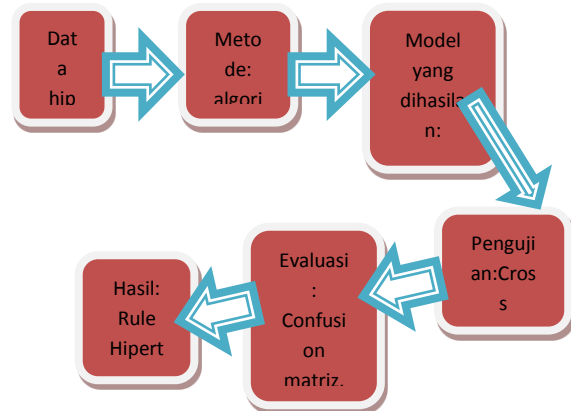 Dat
a
hip
Meto
de:
algori
Model
yang
dihasilka
n:
Penguji
an:Cros
s
Evaluasi
:
Confusi
on
matriz.
Hasil:
Rule
Hipert